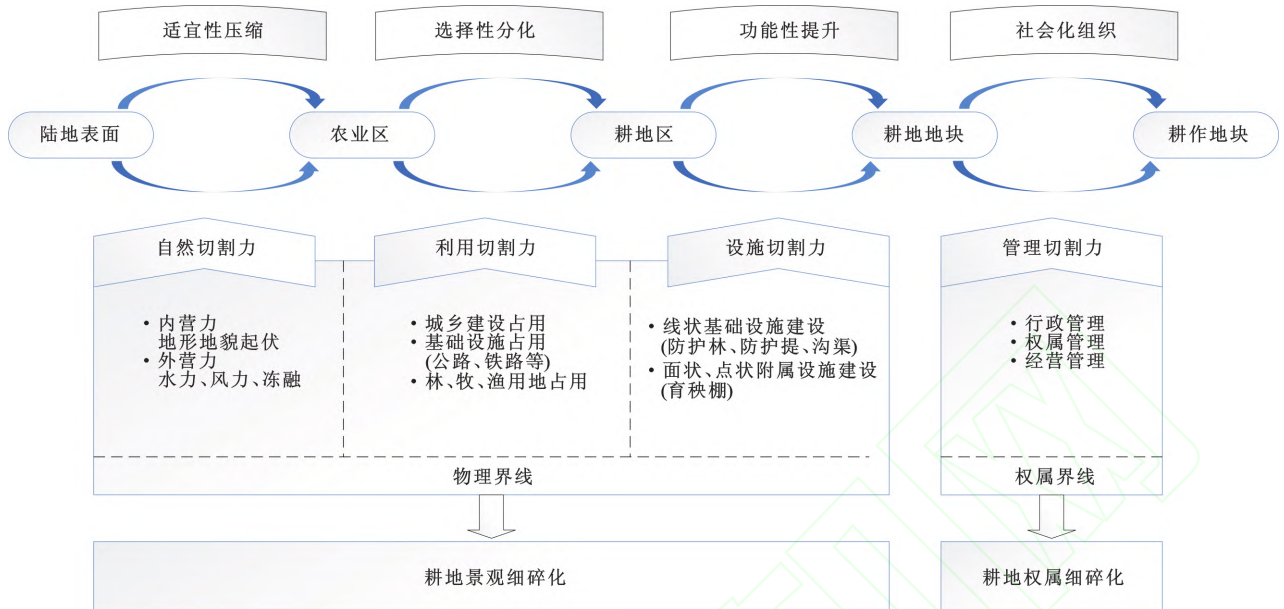 适宜性压缩
选择性分化
功能性提升
社会化组织
陆地表面
农业区
耕地区
耕地地块
耕作地块
自然切割力
利用切割力
设施切割力
管理切割力
• 内营力
地形地貌起伏
• 外营力
水力、风力、冻融
• 城乡建设占用
• 基础设施占用
(公路、铁路等)
• 林、牧、渔用地占用
• 线状基础设施建设
(防护林、防护提、沟渠)
• 面状、点状附属设施建设
(育秧棚)
• 行政管理
• 权属管理
• 经营管理
物理界线
权属界线
耕地景观细碎化
耕地权属细碎化